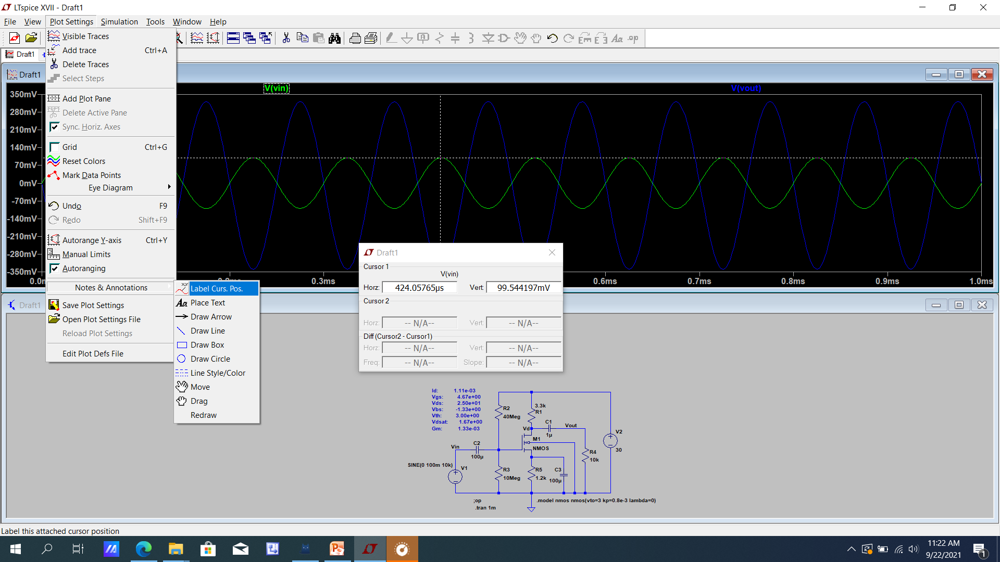 LTspice XVII - Draft1
File View Plot Settings Simulation Tools Window Help
Draft1
Visible Traces
Add trace Ctrl+A
Delete Traces
Select Steps
Add Plot Pane
Delete Active Pane
Sync. Horiz. Axes
Grid Ctrl+G
Reset Colors
Mark Data Points
Eye Diagram
Undo F9
Redo Shift+F9
Autorange Y-axis Ctrl+Y
Manual Limits
Autoranging
Notes & Annotations
Save Plot Settings
Open Plot Settings File
Reload Plot Settings
Edit Plot Defs File
Label Curs. Pos.
Place Text
Draw Arrow
Draw Line
Draw Box
Draw Circle
Line Style/Color
Move
Drag
Redraw
Draft1
V(vin) V(vout)
350mV
280mV
210mV
140mV
70mV
0mV
-70mV
-140mV
-210mV
-280mV
-350mV
0.3ms 0.6ms 0.7ms 0.8ms 0.9ms 1.0ms
Draft1
Cursor 1
V(vin)
Horz: 424.05765µs Vert: 99.544197mV
Cursor 2
Horz: -- N/A-- Vert: -- N/A--
Diff (Cursor2 - Cursor1)
Horz: -- N/A-- Vert: -- N/A--
Freq: -- N/A-- Slope: -- N/A--
Draft1
Id: 1.11e-03
Vgs: 4.67e+00
Vds: 2.50e+01
Vbs: -1.33e+00
Vth: 3.00e+00
Vdsat: 1.67e+00
Gm: 1.33e-03
R2
40Meg
3.3k
R1
Vd
C1
1µ
Vout
M1
NMOS
V2
30
R4
10k
Vin
C2
100µ
SINE(0 100m 10k)
V1
R3
10Meg
R5
1.2k
C3
100µ
;op
.tran 1m
.model nmos nmos(vto=3 kp=0.8e-3 lambda=0)
Label this attached cursor position
11:22 AM
9/22/2021
1